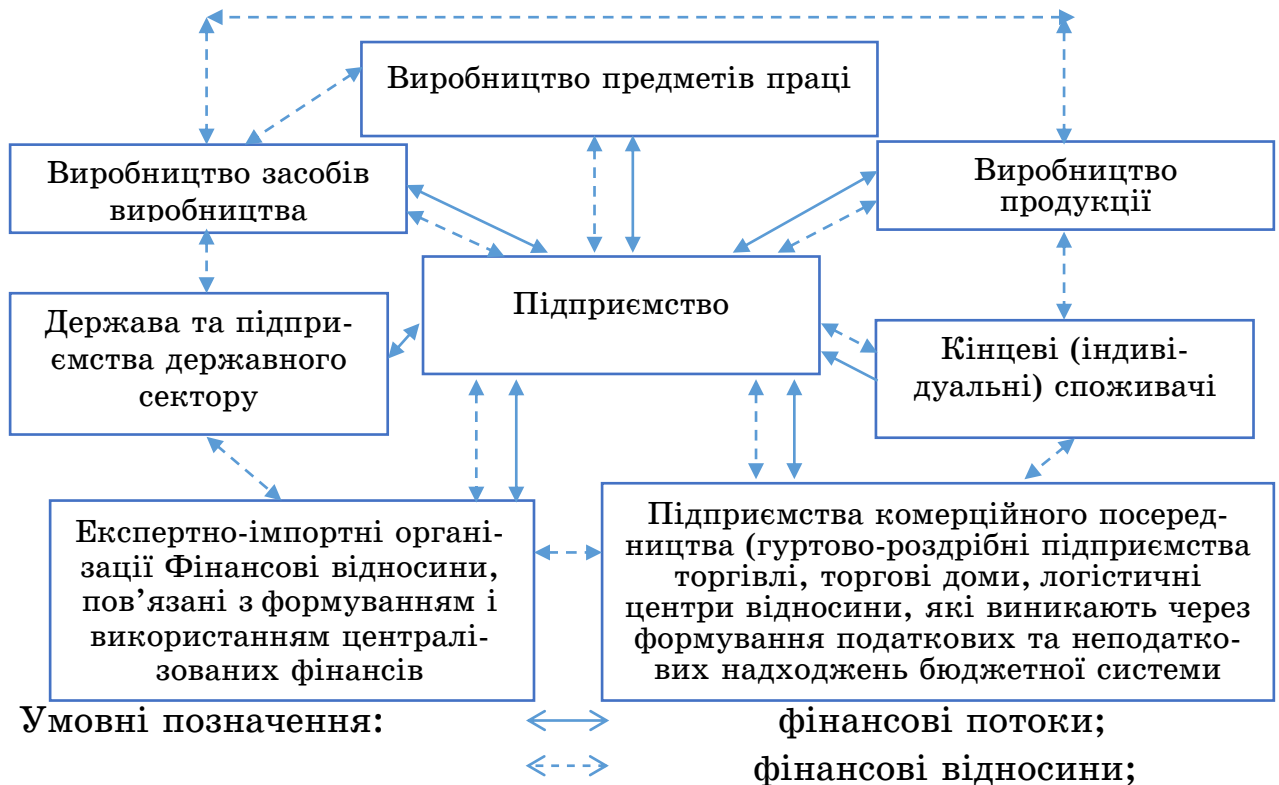 Виробництво предметів праці
Виробництво засобів
виробництва
Виробництво
продукції
Підприємство
Держава та підпри-
ємства державного
сектору
Кінцеві (індиві-
дуальні) споживачі
Експертно-імпортні органі-
зації Фінансові відносини,
пов’язані з формуванням і
використанням централі-
зованих фінансів
Підприємства комерційного посеред-
ництва (гуртово-роздрібні підприємства
торгівлі, торгові доми, логістичні
центри відносини, які виникають через
формування податкових та неподатко-
вих надходжень бюджетної системи
Умовні позначення: фінансові потоки;
фінансові відносини;